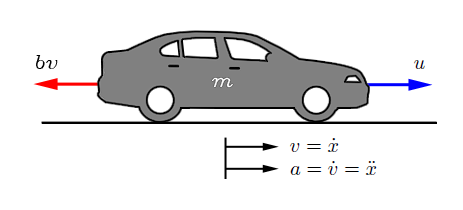 bv
u
m
v = ẋ
a = v̇ = ẍ